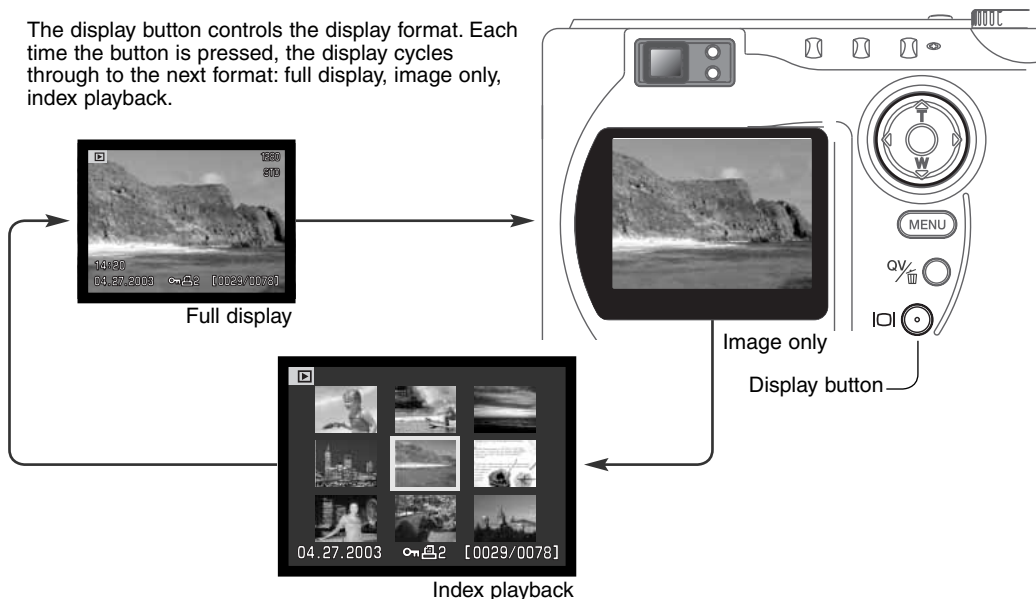 The display button controls the display format. Each
time the button is pressed, the display cycles
through to the next format: full display, image only,
index playback.
1280
STD
14:20
04.27.2003 2 [0029/0078]
Full display
T
W
MENU
QV/
Image only
Display button
04.27.2003 2 [0029/0078]
Index playback